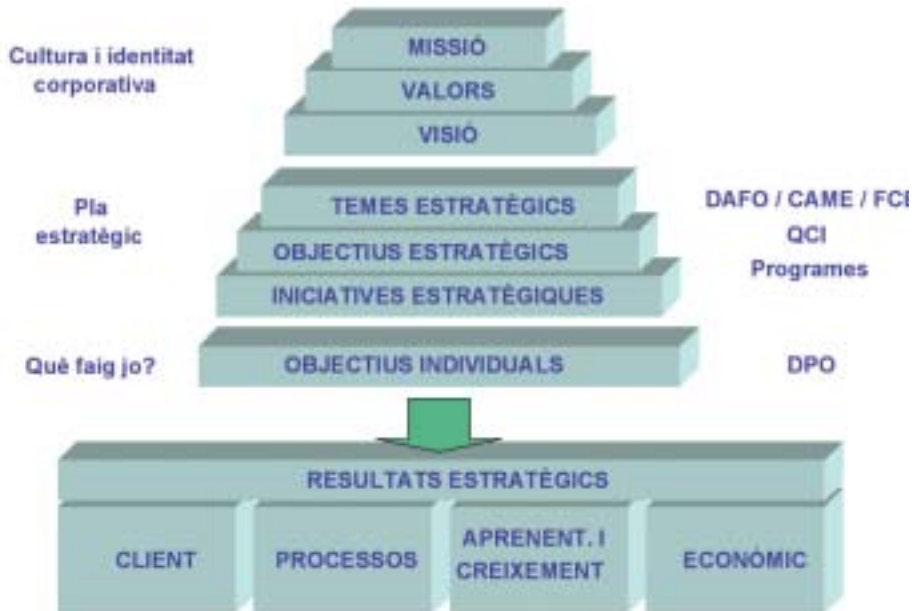 MISSIÓ
Cultura i identitat
corporativa
VALORS
VISIÓ
Pla
estratègic
TEMES ESTRATÈGICS
OBJECTIUS ESTRATÈGICS
INICIATIVES ESTRATÈGIQUES
DAFO / CAME / FCE
QCI
Programes
Què faig jo?
OBJECTIUS INDIVIDUALS
DPO
RESULTATS ESTRATÈGICS
CLIENT
PROCESSOS
APRENENT. I
CREIXEMENT
ECONÒMIC